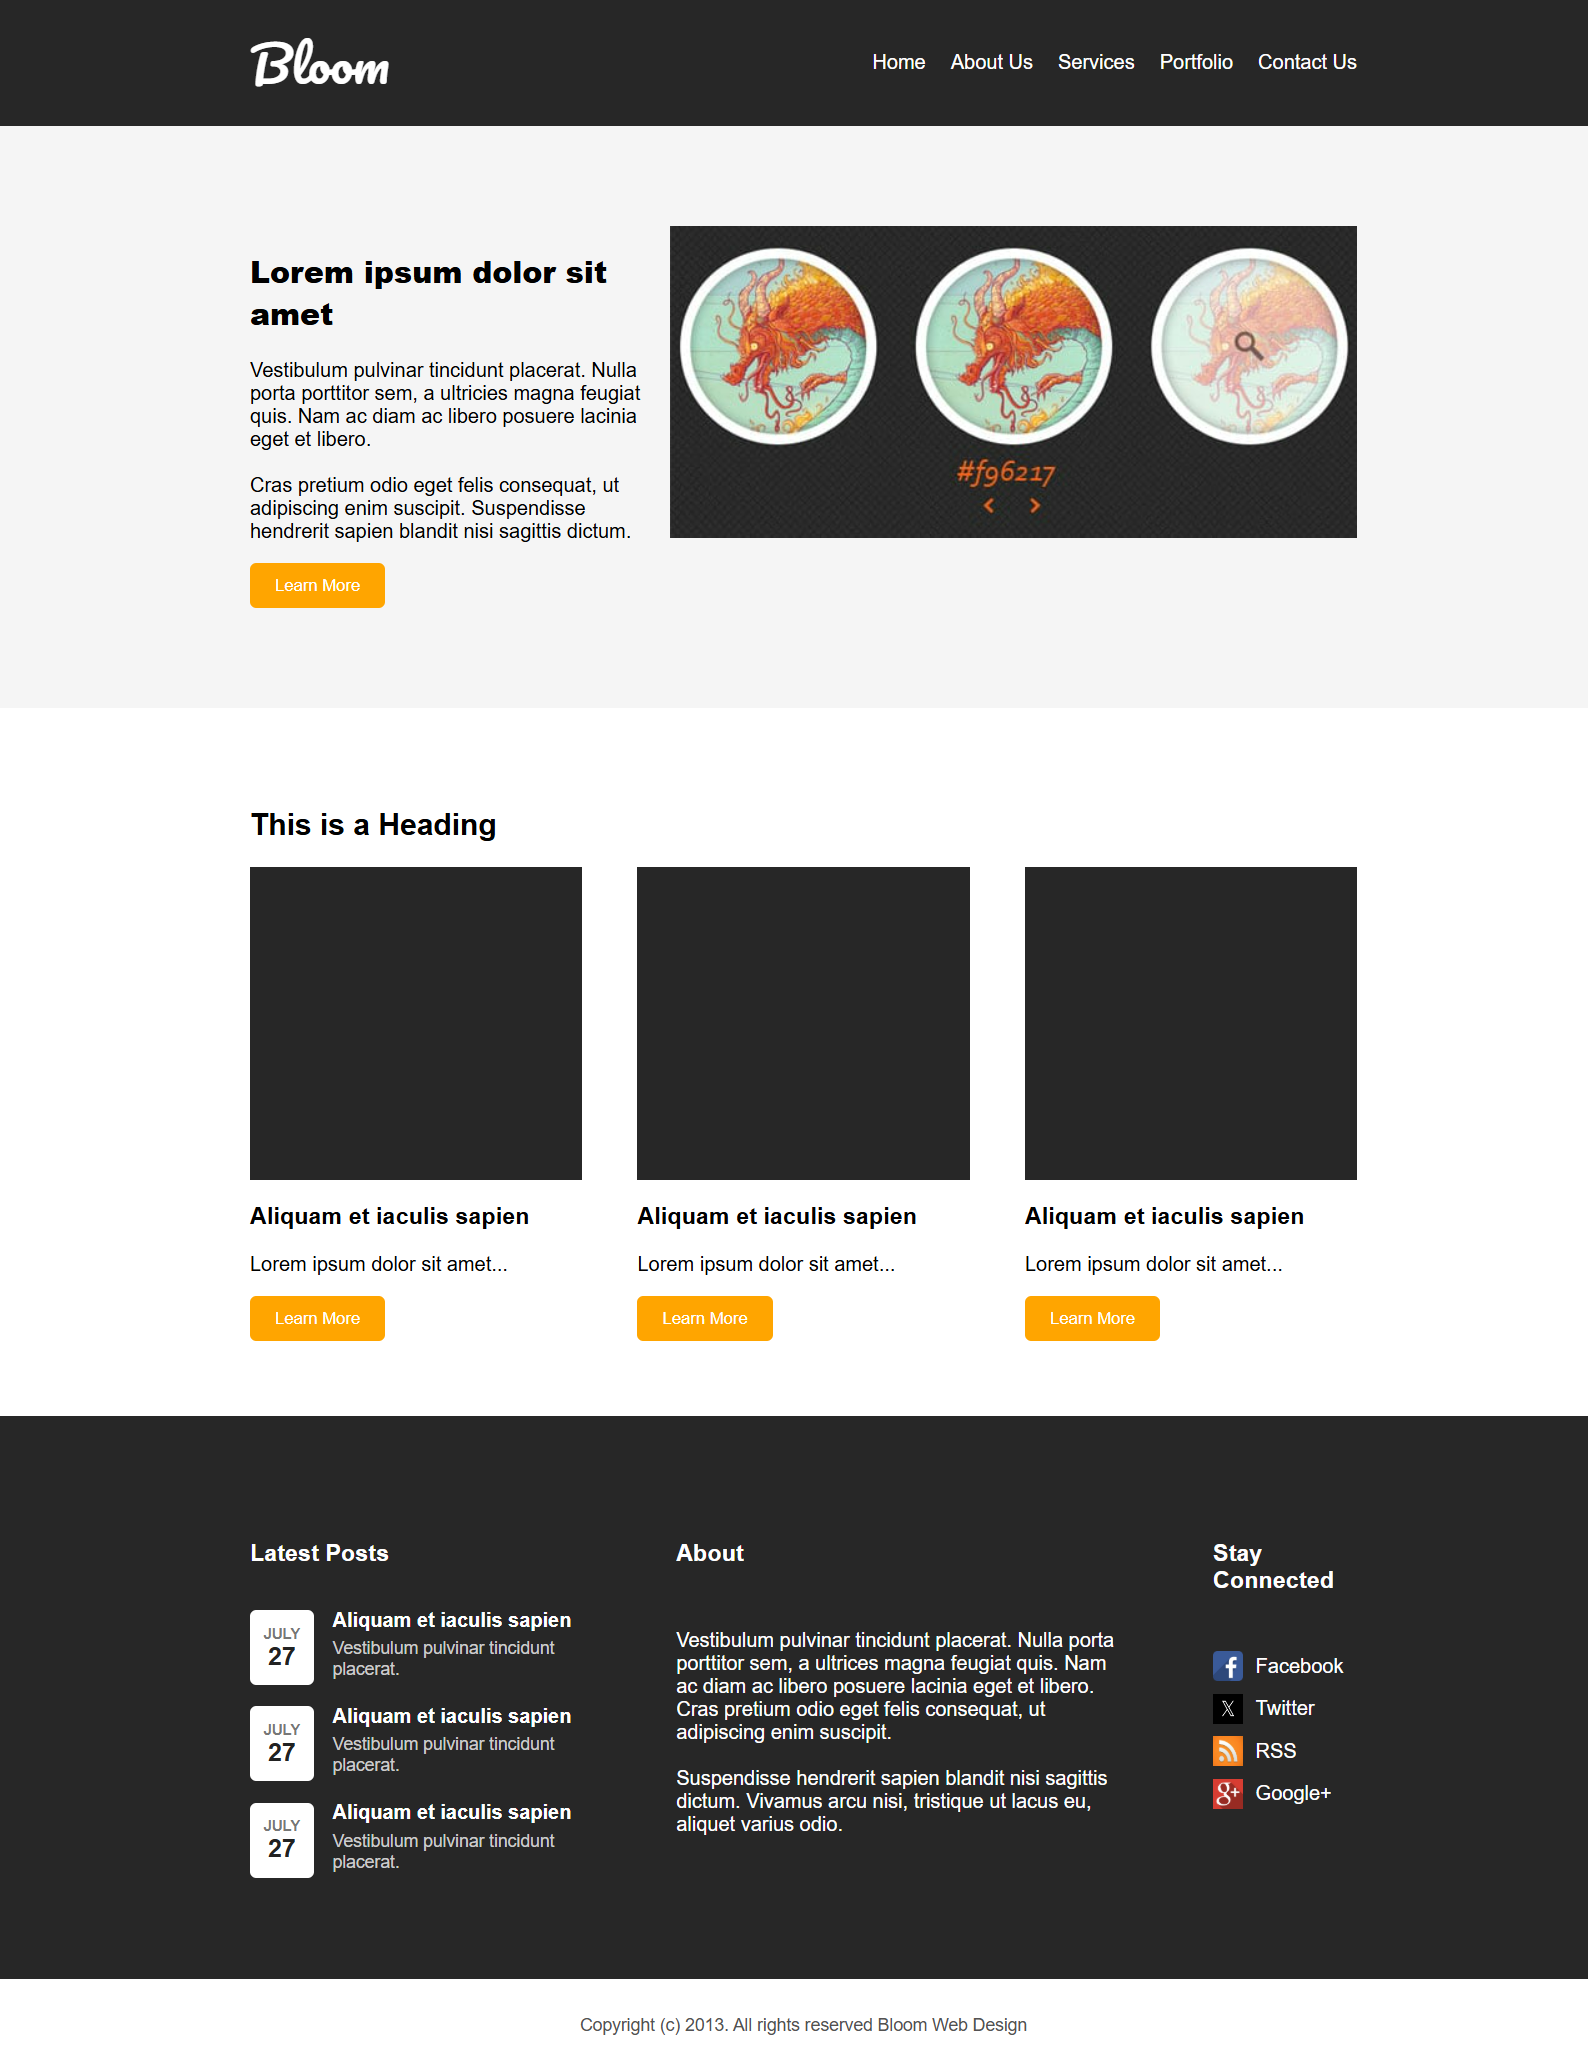 Bloom
Home About Us Services Portfolio Contact Us
Lorem ipsum dolor sit
amet
Vestibulum pulvinar tincidunt placerat. Nulla
porta porttitor sem, a ultricies magna feugiat
quis. Nam ac diam ac libero posuere lacinia
eget et libero.
Cras pretium odio eget felis consequat, ut
adipiscing enim suscipit. Suspendisse
hendrerit sapien blandit nisi sagittis dictum.
Learn More
#f96217
This is a Heading
Aliquam et iaculis sapien
Lorem ipsum dolor sit amet...
Learn More
Aliquam et iaculis sapien
Lorem ipsum dolor sit amet...
Learn More
Aliquam et iaculis sapien
Lorem ipsum dolor sit amet...
Learn More
Latest Posts
JULY
27
Aliquam et iaculis sapien
Vestibulum pulvinar tincidunt
placerat.
JULY
27
Aliquam et iaculis sapien
Vestibulum pulvinar tincidunt
placerat.
JULY
27
Aliquam et iaculis sapien
Vestibulum pulvinar tincidunt
placerat.
About
Vestibulum pulvinar tincidunt placerat. Nulla porta
porttitor sem, a ultrices magna feugiat quis. Nam
ac diam ac libero posuere lacinia eget et libero.
Cras pretium odio eget felis consequat, ut
adipiscing enim suscipit.
Suspendisse hendrerit sapien blandit nisi sagittis
dictum. Vivamus arcu nisi, tristique ut lacus eu,
aliquet varius odio.
Stay
Connected
Facebook
Twitter
RSS
Google+
Copyright (c) 2013. All rights reserved Bloom Web Design